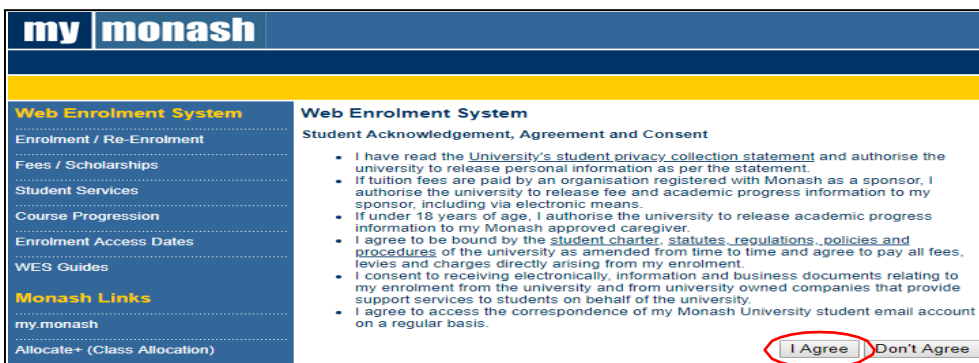 my monash
Web Enrolment System
Enrolment / Re-Enrolment
Fees / Scholarships
Student Services
Course Progression
Enrolment Access Dates
WES Guides
Monash Links
my.monash
Allocate+ (Class Allocation)
Web Enrolment System
Student Acknowledgement, Agreement and Consent
• I have read the University's student privacy collection statement and authorise the
university to release personal information as per the statement.
• If tuition fees are paid by an organisation registered with Monash as a sponsor, I
authorise the university to release fee and academic progress information to my
sponsor, including via electronic means.
• If under 18 years of age, I authorise the university to release academic progress
information to my Monash approved caregiver.
• I agree to be bound by the student charter, statutes, regulations, policies and
procedures of the university as amended from time to time and agree to pay all fees,
levies and charges directly arising from my enrolment.
• I consent to receiving electronically, information and business documents relating to
my enrolment from the university and from university owned companies that provide
support services to students on behalf of the university.
• I agree to access the correspondence of my Monash University student email account
on a regular basis.
I Agree Don't Agree